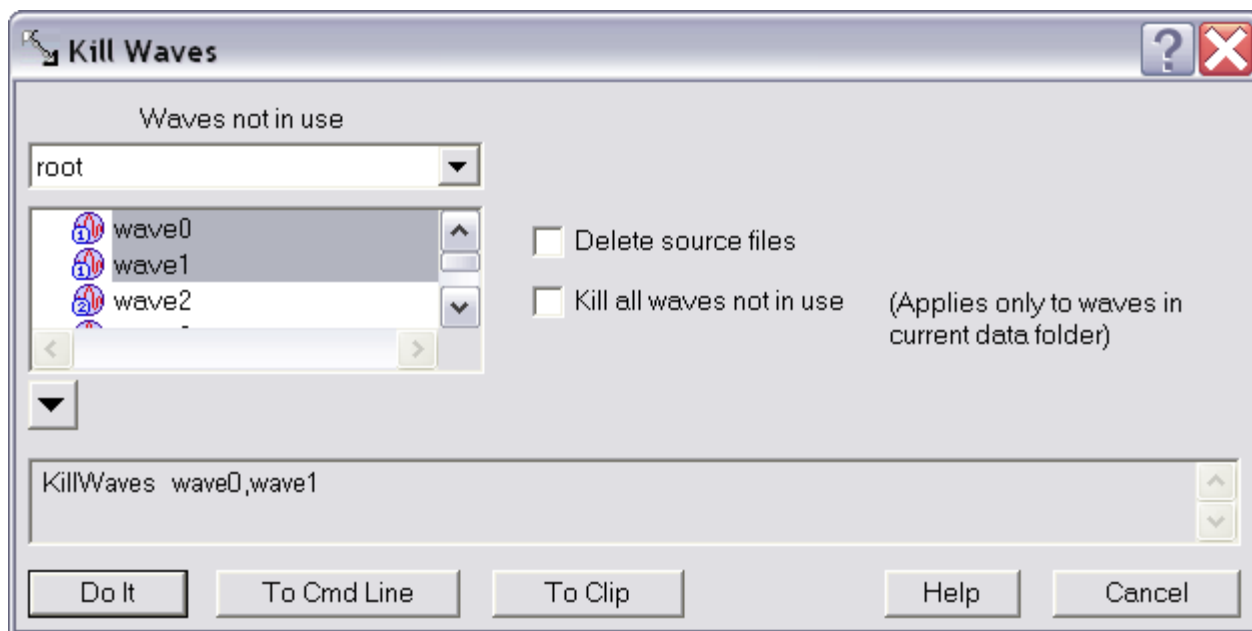 Kill Waves
Waves not in use
root
wave0
wave1
wave2
Delete source files
Kill all waves not in use
(Applies only to waves in
current data folder)
KillWaves wave0,wave1
Do It
To Cmd Line
To Clip
Help
Cancel